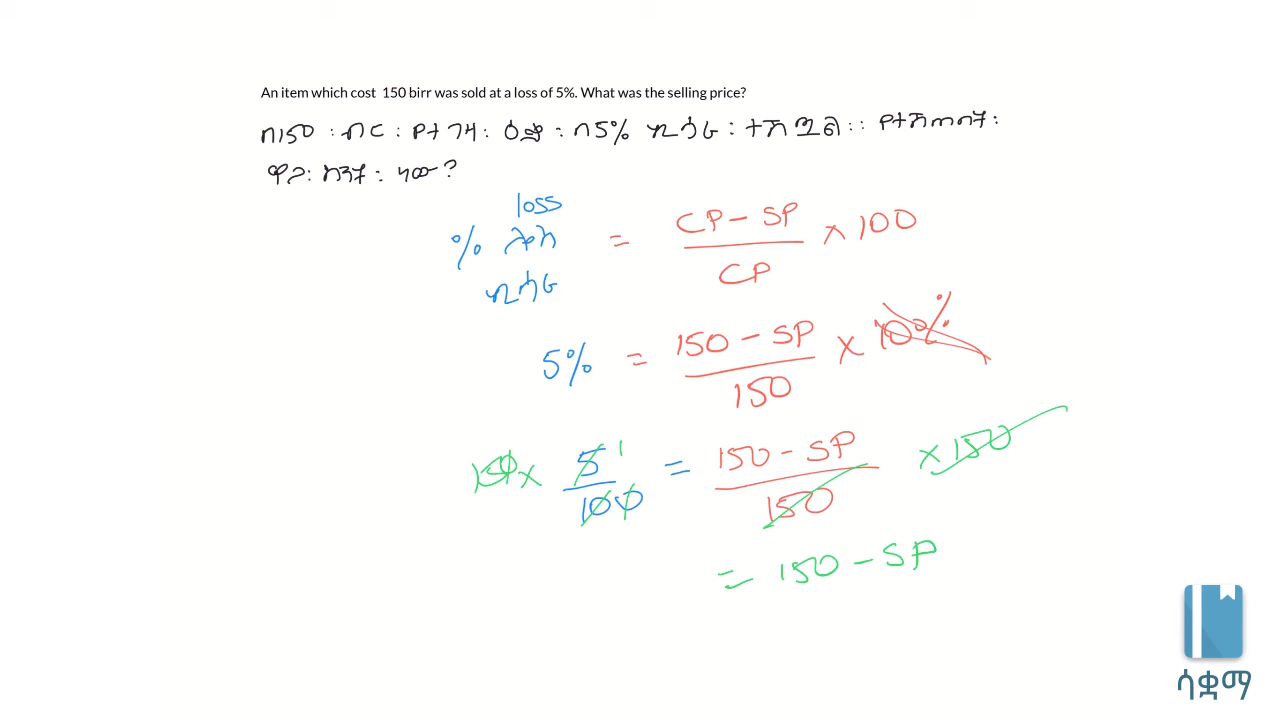 An item which cost 150 birr was sold at a loss of 5%. What was the selling price?
በ150 ፡ ብር ፡ የተገዛ ፡ ዕቃ ፡ በ5% ኪሳራ ፡ ተሽጧል ፡፡ የተሸጠበት ፡
ዋጋ ፡ ስንት ፡ ነው ?
loss
% = CP - SP × 100
CP
ኪሳራ
5% = 150 - SP × 100%
150
150 × 5 1 = 150 - SP × 150
100 150
= 150 - SP
ሳቋማ